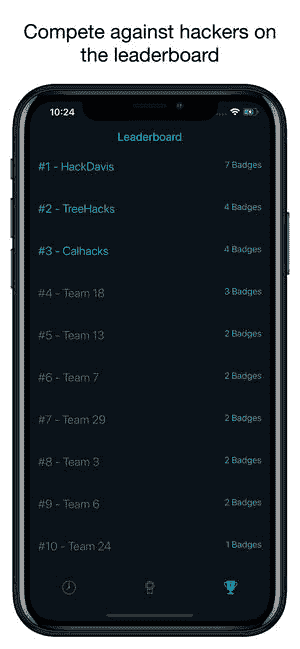 Compete against hackers on
the leaderboard
10:24
Leaderboard
#1 - HackDavis 7 Badges
#2 - TreeHacks 4 Badges
#3 - Calhacks 4 Badges
#4 - Team 18 3 Badges
#5 - Team 13 2 Badges
#6 - Team 7 2 Badges
#7 - Team 29 2 Badges
#8 - Team 3 2 Badges
#9 - Team 6 2 Badges
#10 - Team 24 1 Badges